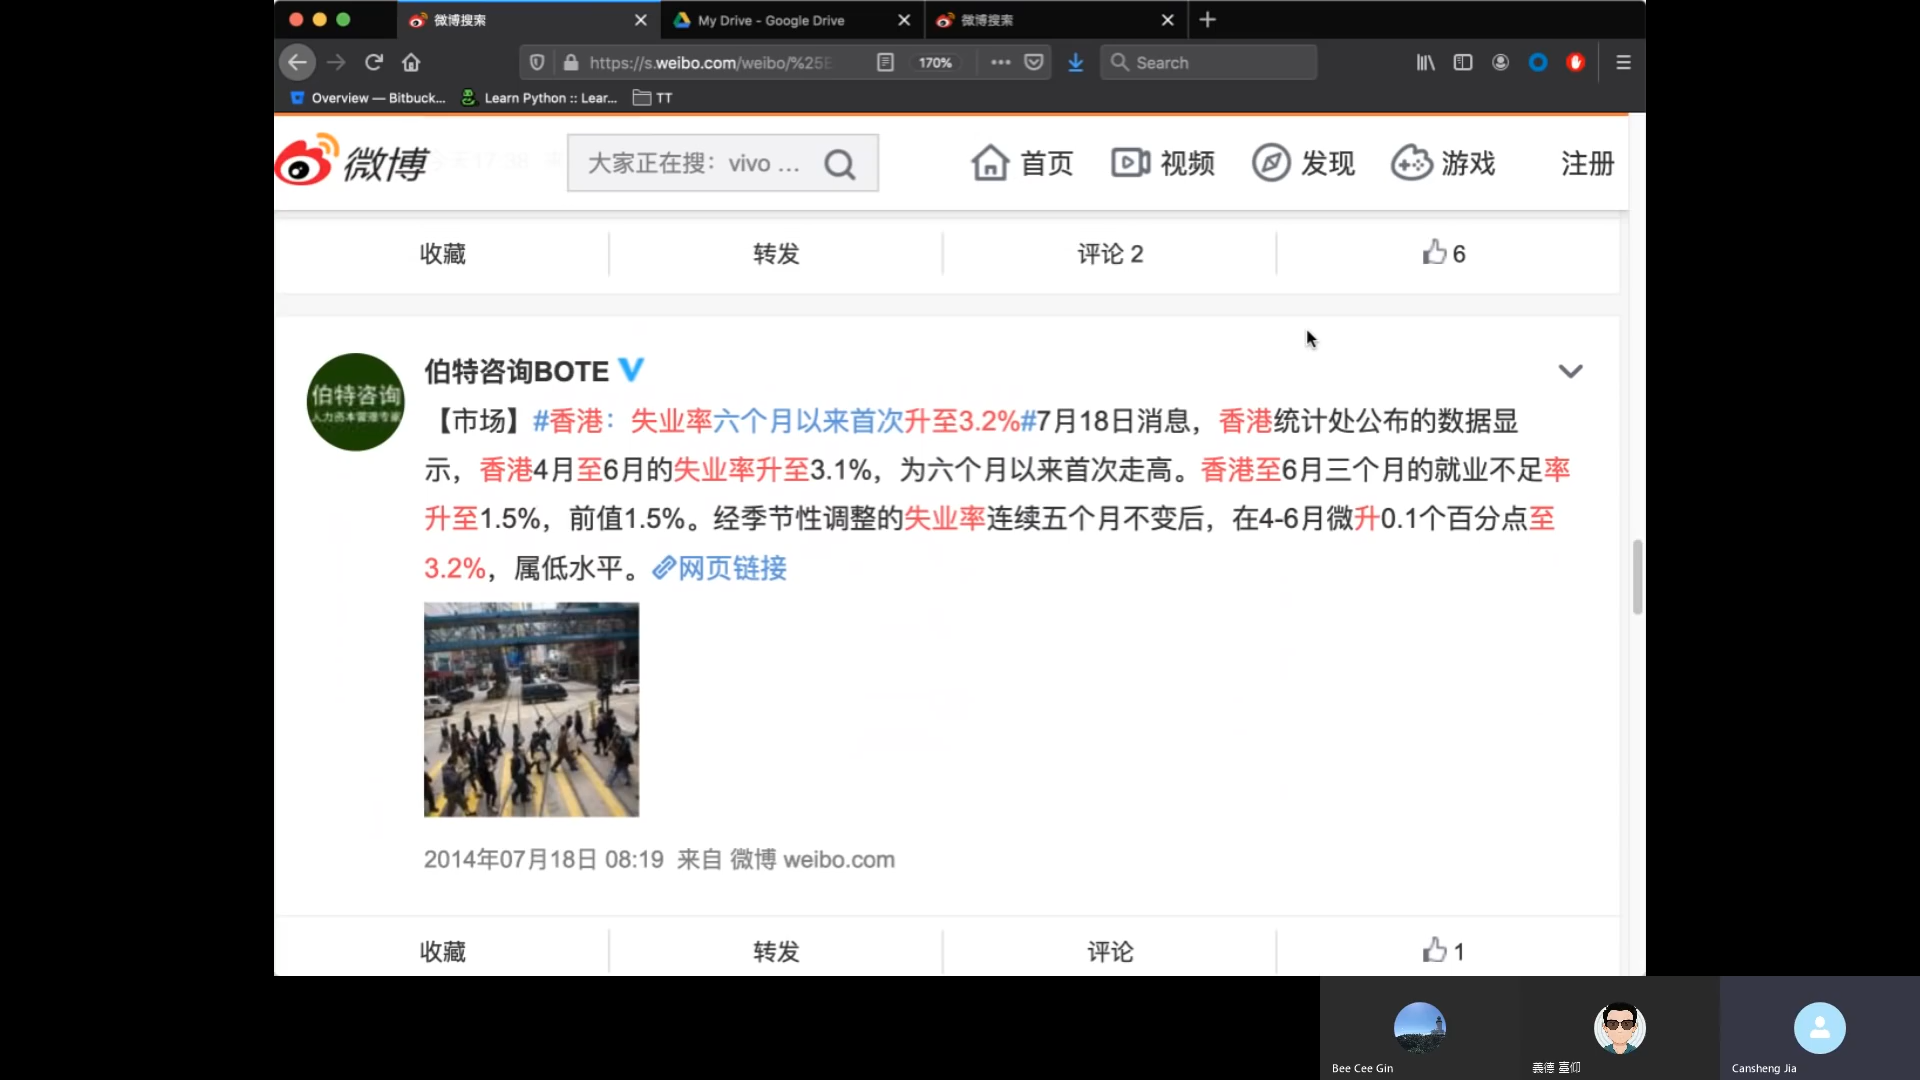 微博搜索
My Drive - Google Drive
微博搜索
https://s.weibo.com/weibo/%25E
170%
Search
Overview — Bitbuck...
Learn Python :: Lear...
TT
微博
大家正在搜：vivo ...
首页
视频
发现
游戏
注册
收藏
转发
评论 2
6
伯特咨询
人力资本管理专家
伯特咨询BOTE
【市场】#香港：失业率六个月以来首次升至3.2%#7月18日消息，香港统计处公布的数据显
示，香港4月至6月的失业率升至3.1%，为六个月以来首次走高。香港至6月三个月的就业不足率
升至1.5%，前值1.5%。经季节性调整的失业率连续五个月不变后，在4-6月微升0.1个百分点至
3.2%，属低水平。网页链接
2014年07月18日 08:19 来自 微博 weibo.com
收藏
转发
评论
1
Bee Cee Gin
Cansheng Jia